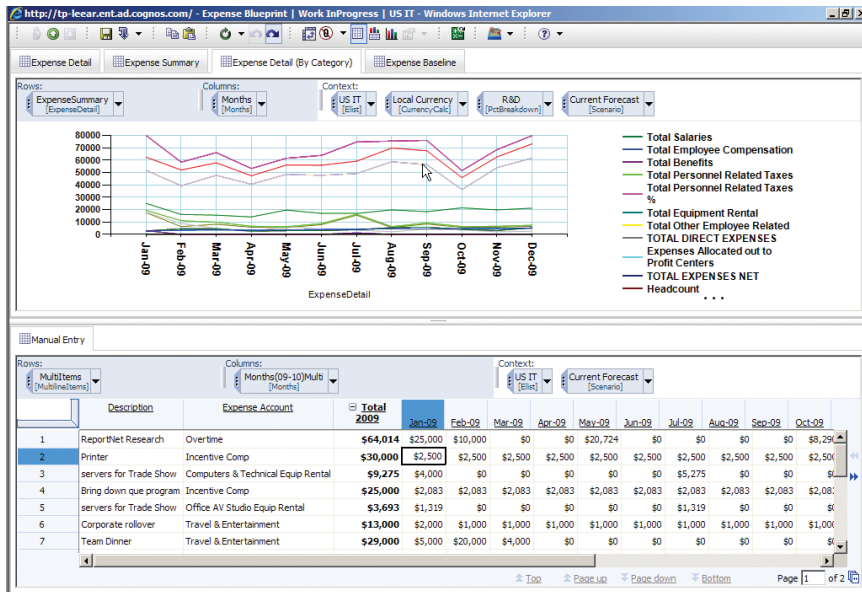 http://tp-leear.ent.ad.cognos.com/ - Expense Blueprint | Work InProgress | US IT - Windows Internet Explorer
Expense Detail Expense Summary Expense Detail (By Category) Expense Baseline
Rows: Columns: Context:
ExpenseSummary Months US IT Local Currency R&D Current Forecast
[ExpenseDetail] [Months] [Elist] [CurrencyCalc] [PctBreakdown] [Scenario]
80000
70000
60000
50000
40000
30000
20000
10000
0
Jan-09 Feb-09 Mar-09 Apr-09 May-09 Jun-09 Jul-09 Aug-09 Sep-09 Oct-09 Nov-09 Dec-09
ExpenseDetail
Total Salaries
Total Employee Compensation
Total Benefits
Total Personnel Related Taxes
Total Personnel Related Taxes
%
Total Equipment Rental
Total Other Employee Related
TOTAL DIRECT EXPENSES
Expenses Allocated out to
Profit Centers
TOTAL EXPENSES NET
Headcount
...
Manual Entry
Rows: Columns: Context:
MultiItems Months(09-10)Multi US IT Current Forecast
[MultilineItems] [Months] [Elist] [Scenario]
Description Expense Account Total 2009 Jan-09 Feb-09 Mar-09 Apr-09 May-09 Jun-09 Jul-09 Aug-09 Sep-09 Oct-09
1 ReportNet Research Overtime $64,014 $25,000 $10,000 $0 $0 $20,724 $0 $0 $0 $0 $8,290
2 Printer Incentive Comp $30,000 $2,500 $2,500 $2,500 $2,500 $2,500 $2,500 $2,500 $2,500 $2,500 $2,500
3 servers for Trade Show Computers & Technical Equip Rental $9,275 $4,000 $0 $0 $0 $0 $0 $5,275 $0 $0 $0
4 Bring down que program Incentive Comp $25,000 $2,083 $2,083 $2,083 $2,083 $2,083 $2,083 $2,083 $2,083 $2,083 $2,083
5 servers for Trade Show Office AV Studio Equip Rental $3,693 $1,319 $0 $0 $0 $0 $0 $1,319 $0 $0 $0
6 Corporate rollover Travel & Entertainment $13,000 $2,000 $1,000 $1,000 $1,000 $1,000 $1,000 $1,000 $1,000 $1,000 $1,000
7 Team Dinner Travel & Entertainment $29,000 $5,000 $20,000 $4,000 $0 $0 $0 $0 $0 $0 $0
Top Page up Page down Bottom Page 1 of 2